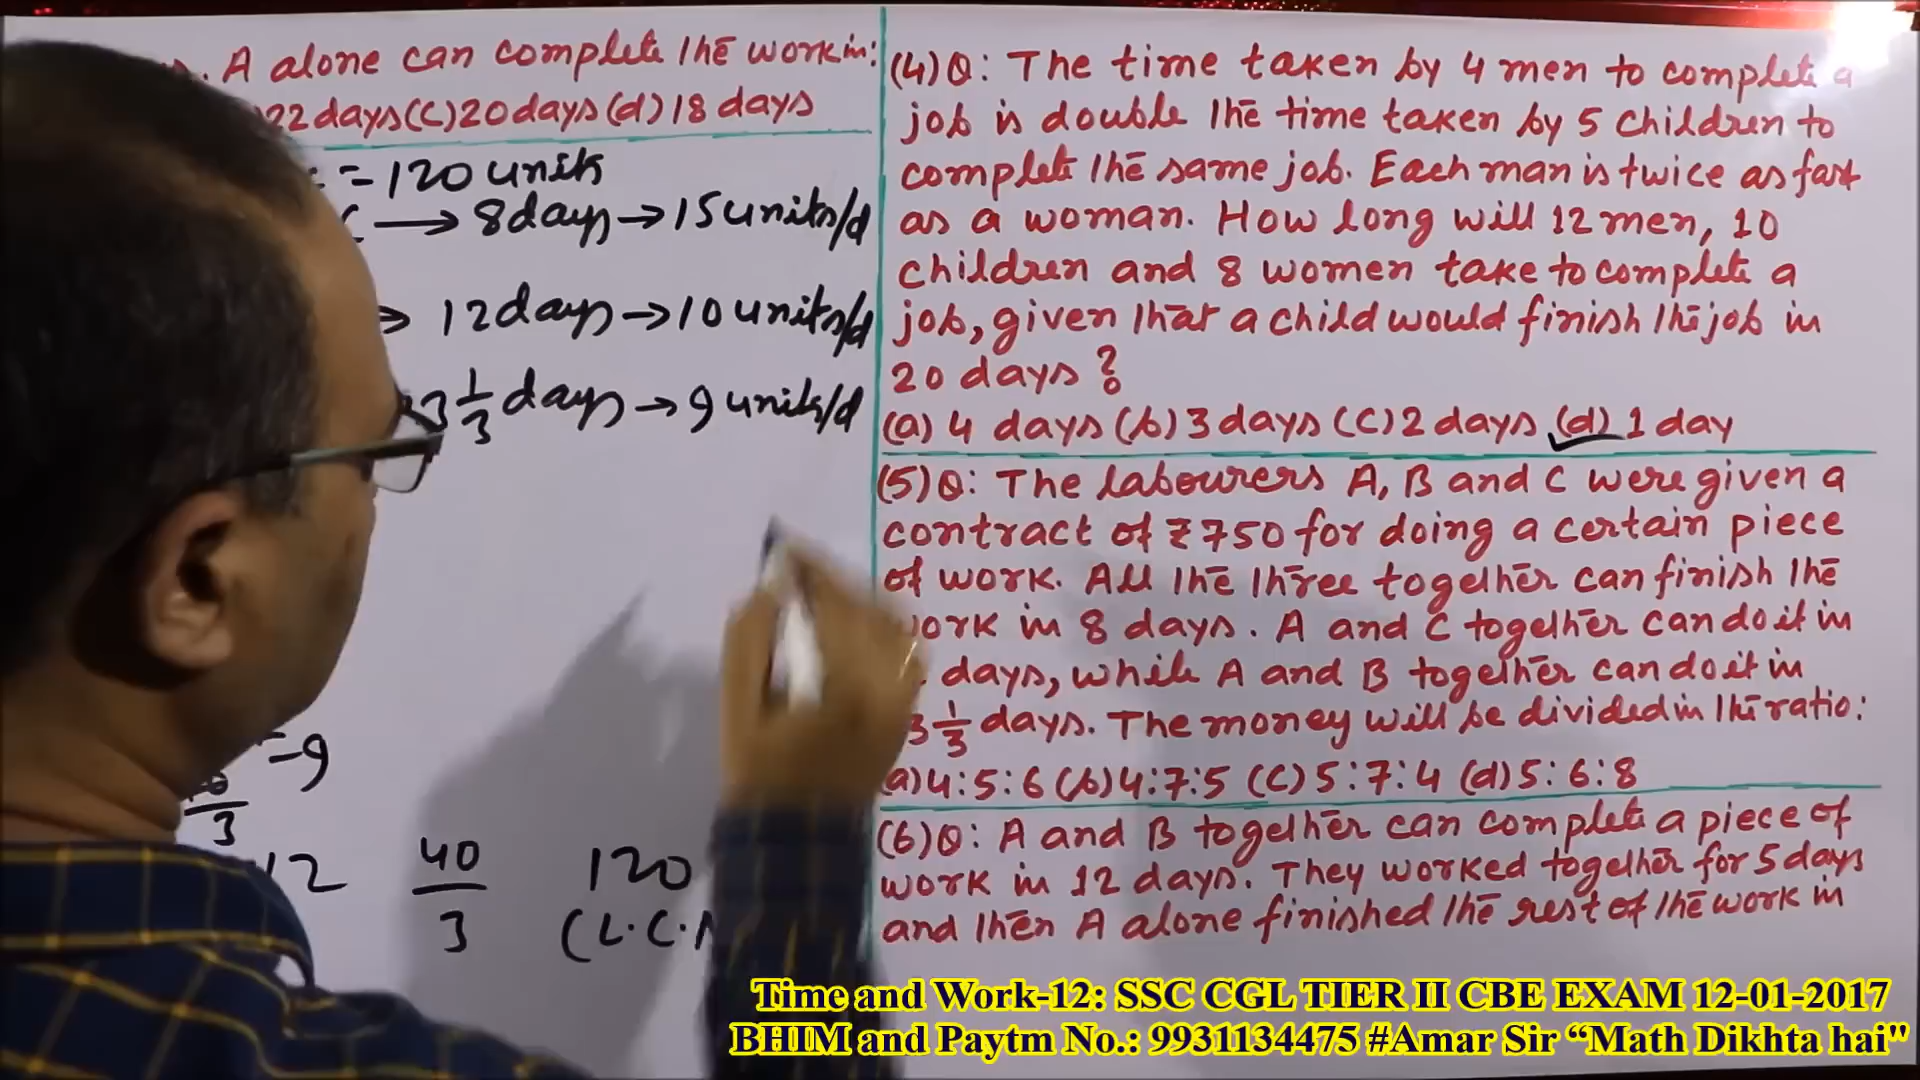 A alone can complete the work in:
22 days (c) 20 days (d) 18 days
= 120 units
→ 8 days → 15 units/d
→ 12 days → 10 units/d
3 1/3 days → 9 units/d
= 9
3
12 40/3 120
(L.C.
(4) Q: The time taken by 4 men to complete a
job is double the time taken by 5 children to
complete the same job. Each man is twice as fast
as a woman. How long will 12 men, 10
children and 8 women take to complete a
job, given that a child would finish the job in
20 days?
(a) 4 days (b) 3 days (c) 2 days (d) 1 day
(5) Q: The labourers A, B and C were given a
contract of ₹750 for doing a certain piece
of work. All the three together can finish the
work in 8 days. A and C together can do it in
days, while A and B together can do it in
3 1/3 days. The money will be divided in the ratio:
(a) 4:5:6 (b) 4:7:5 (c) 5:7:4 (d) 5:6:8
(6) Q: A and B together can complete a piece of
work in 12 days. They worked together for 5 days
and then A alone finished the rest of the work in
Time and Work-12: SSC CGL TIER II CBE EXAM 12-01-2017
BHIM and Paytm No.: 9931134475 #Amar Sir “Math Dikhta hai"